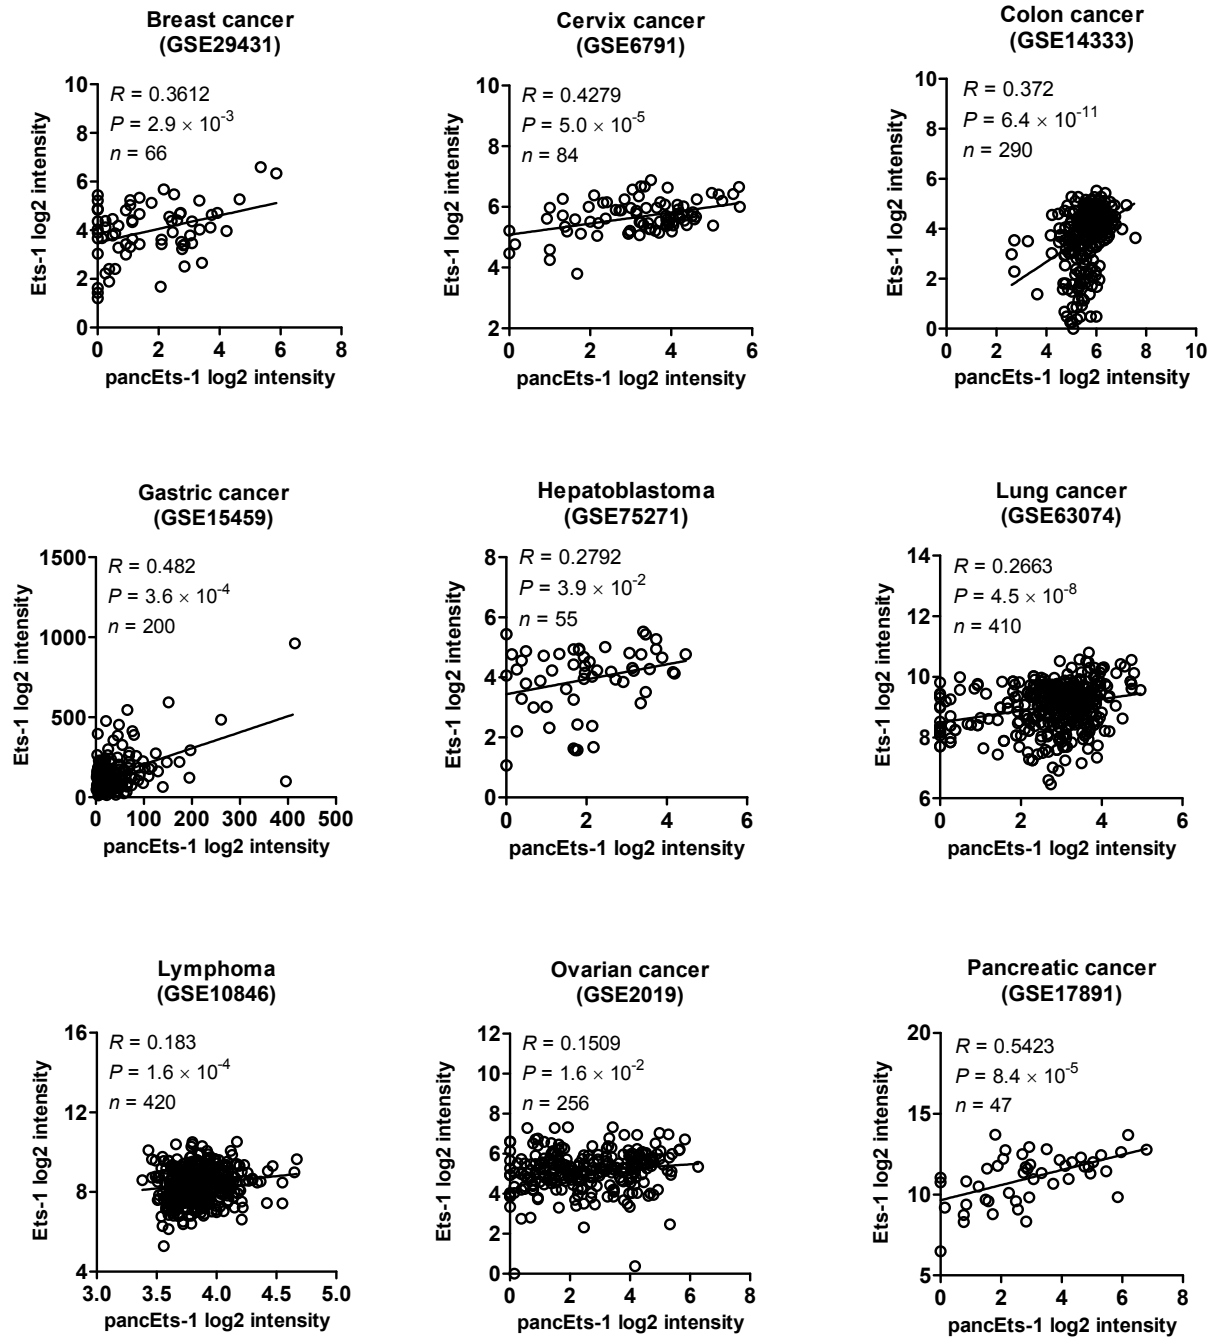 Breast cancer
(GSE29431)
R = 0.3612
P = 2.9 × 10-3
n = 66
10
8
6
4
2
0
0 2 4 6 8
Ets-1 log2 intensity
pancEts-1 log2 intensity
Cervix cancer
(GSE6791)
R = 0.4279
P = 5.0 × 10-5
n = 84
10
8
6
4
2
0 2 4 6
Ets-1 log2 intensity
pancEts-1 log2 intensity
Colon cancer
(GSE14333)
R = 0.372
P = 6.4 × 10-11
n = 290
10
8
6
4
2
0
0 2 4 6 8 10
Ets-1 log2 intensity
pancEts-1 log2 intensity
Gastric cancer
(GSE15459)
R = 0.482
P = 3.6 × 10-4
n = 200
1500
1000
500
0
0 100 200 300 400 500
Ets-1 log2 intensity
pancEts-1 log2 intensity
Hepatoblastoma
(GSE75271)
R = 0.2792
P = 3.9 × 10-2
n = 55
8
6
4
2
0
0 2 4 6
Ets-1 log2 intensity
pancEts-1 log2 intensity
Lung cancer
(GSE63074)
R = 0.2663
P = 4.5 × 10-8
n = 410
14
12
10
8
6
0 2 4 6
Ets-1 log2 intensity
pancEts-1 log2 intensity
Lymphoma
(GSE10846)
R = 0.183
P = 1.6 × 10-4
n = 420
16
12
8
4
3.0 3.5 4.0 4.5 5.0
Ets-1 log2 intensity
pancEts-1 log2 intensity
Ovarian cancer
(GSE2019)
R = 0.1509
P = 1.6 × 10-2
n = 256
12
10
8
6
4
2
0
0 2 4 6 8
Ets-1 log2 intensity
pancEts-1 log2 intensity
Pancreatic cancer
(GSE17891)
R = 0.5423
P = 8.4 × 10-5
n = 47
20
15
10
5
0 2 4 6 8
Ets-1 log2 intensity
pancEts-1 log2 intensity